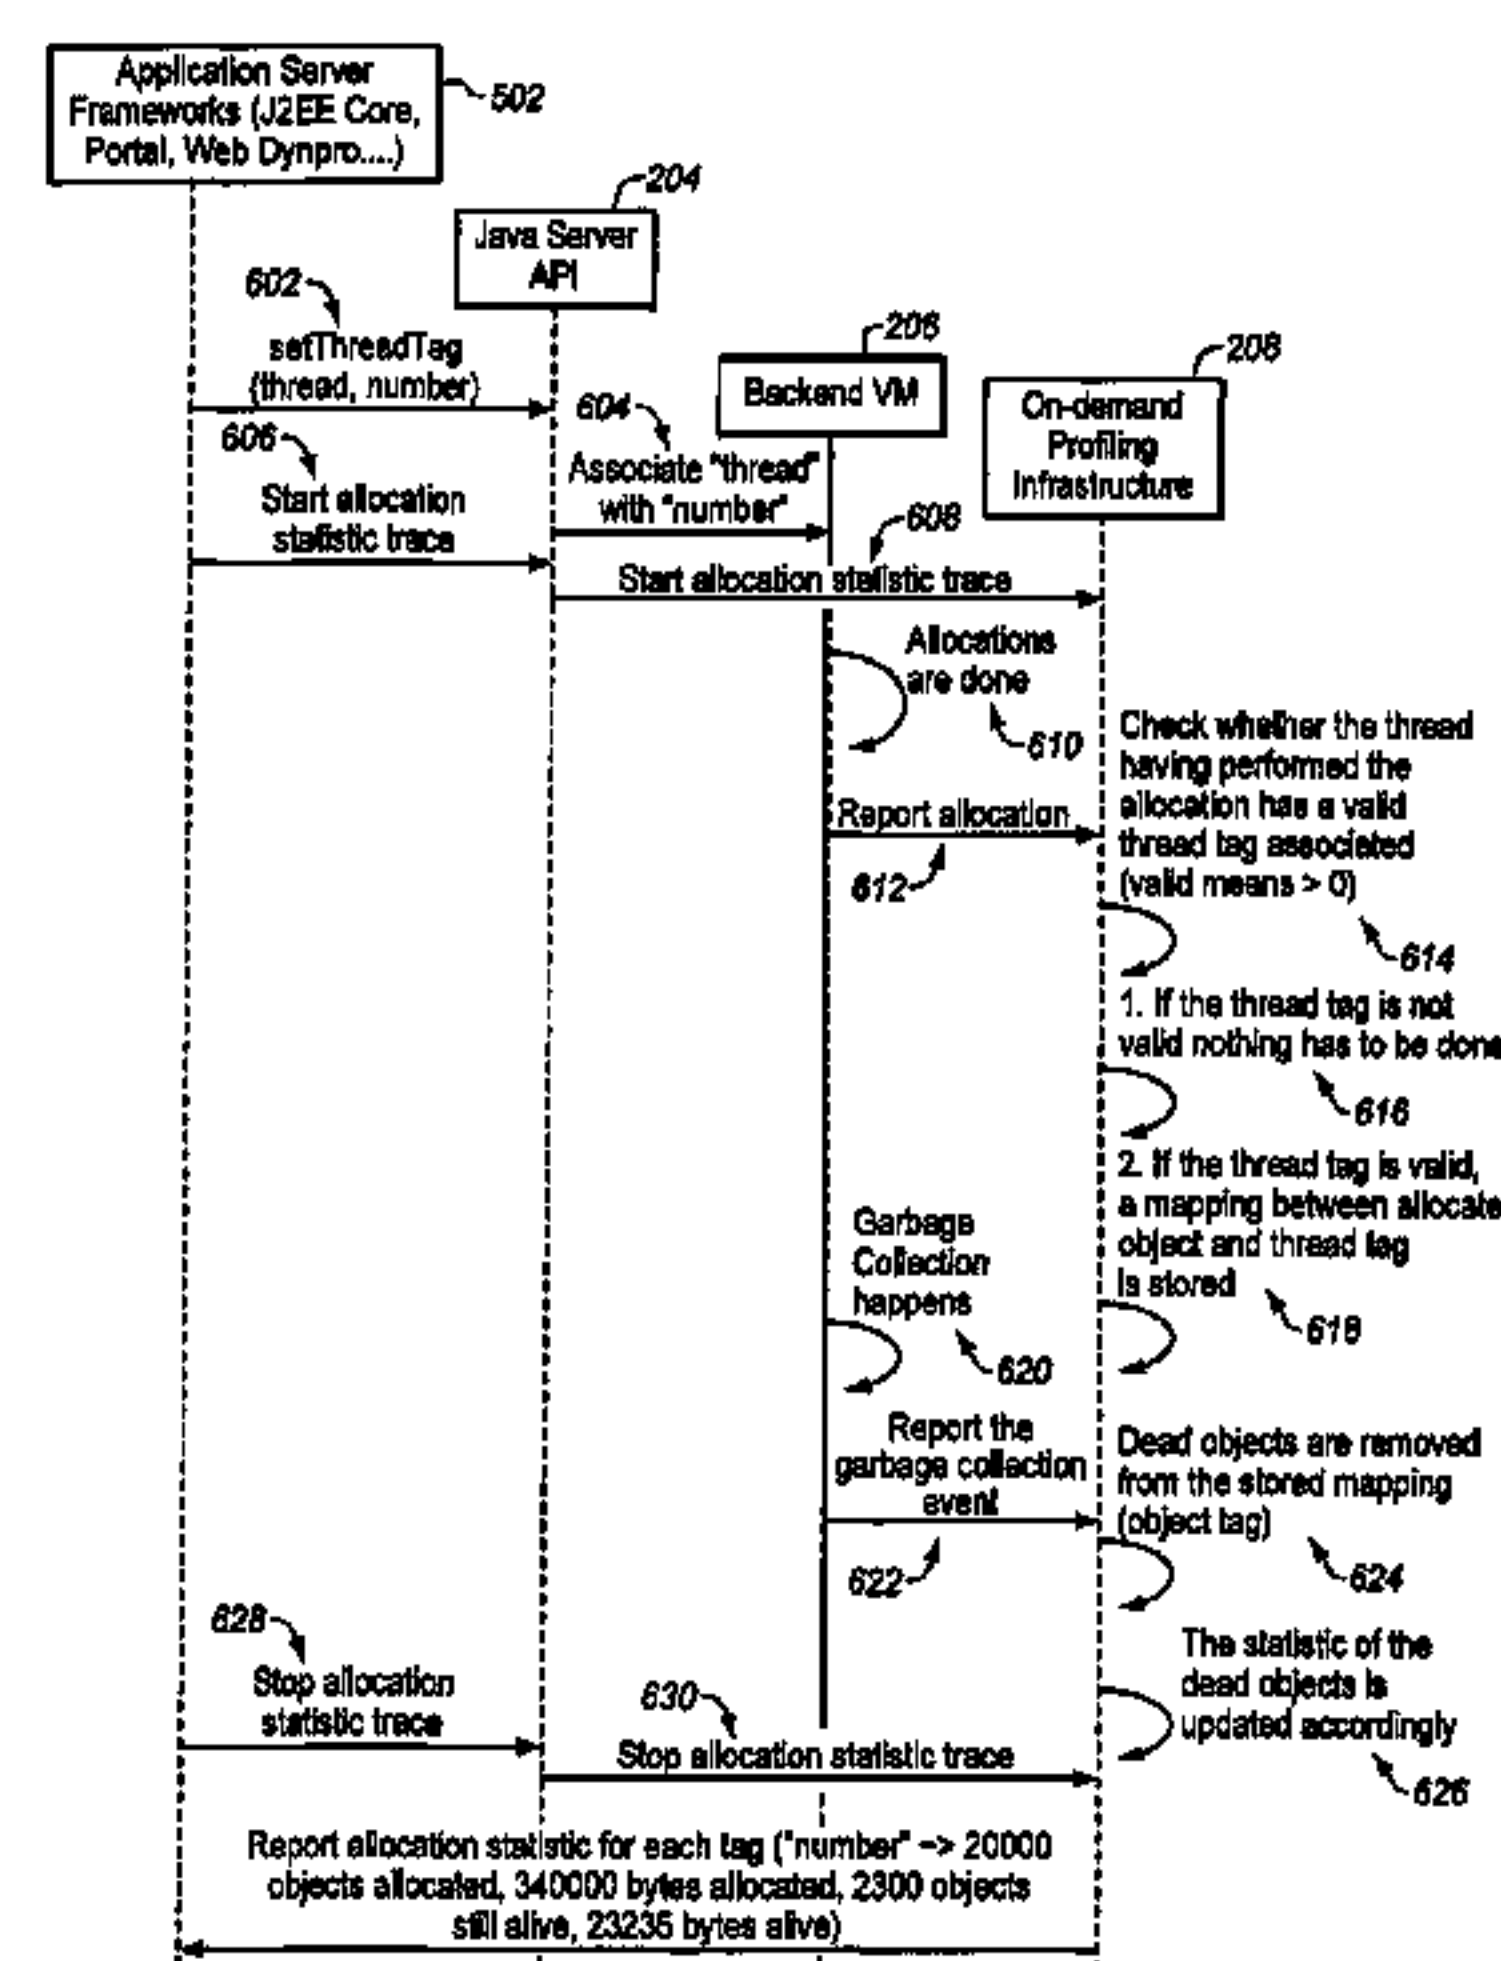 Application Server
Frameworks (J2EE Core,
Portal, Web Dynpro....)
502
204
Java Server
API
602
setThreadTag
(thread, number)
206
Backend VM
208
On-demand
Profiling
Infrastructure
604
Associate "thread"
with "number"
606
Start allocation
statistic trace
608
Start allocation statistic trace
Allocations
are done
610
Check whether the thread
having performed the
allocation has a valid
thread tag associated
(valid means > 0)
614
Report allocation
612
1. If the thread tag is not
valid nothing has to be done
616
2. If the thread tag is valid,
a mapping between allocate
object and thread tag
is stored
618
Garbage
Collection
happens
620
Report the
garbage collection
event
622
Dead objects are removed
from the stored mapping
(object tag)
624
The statistic of the
dead objects is
updated accordingly
626
628
Stop allocation
statistic trace
630
Stop allocation statistic trace
Report allocation statistic for each tag ("number" -> 20000
objects allocated, 340000 bytes allocated, 2300 objects
still alive, 23235 bytes alive)